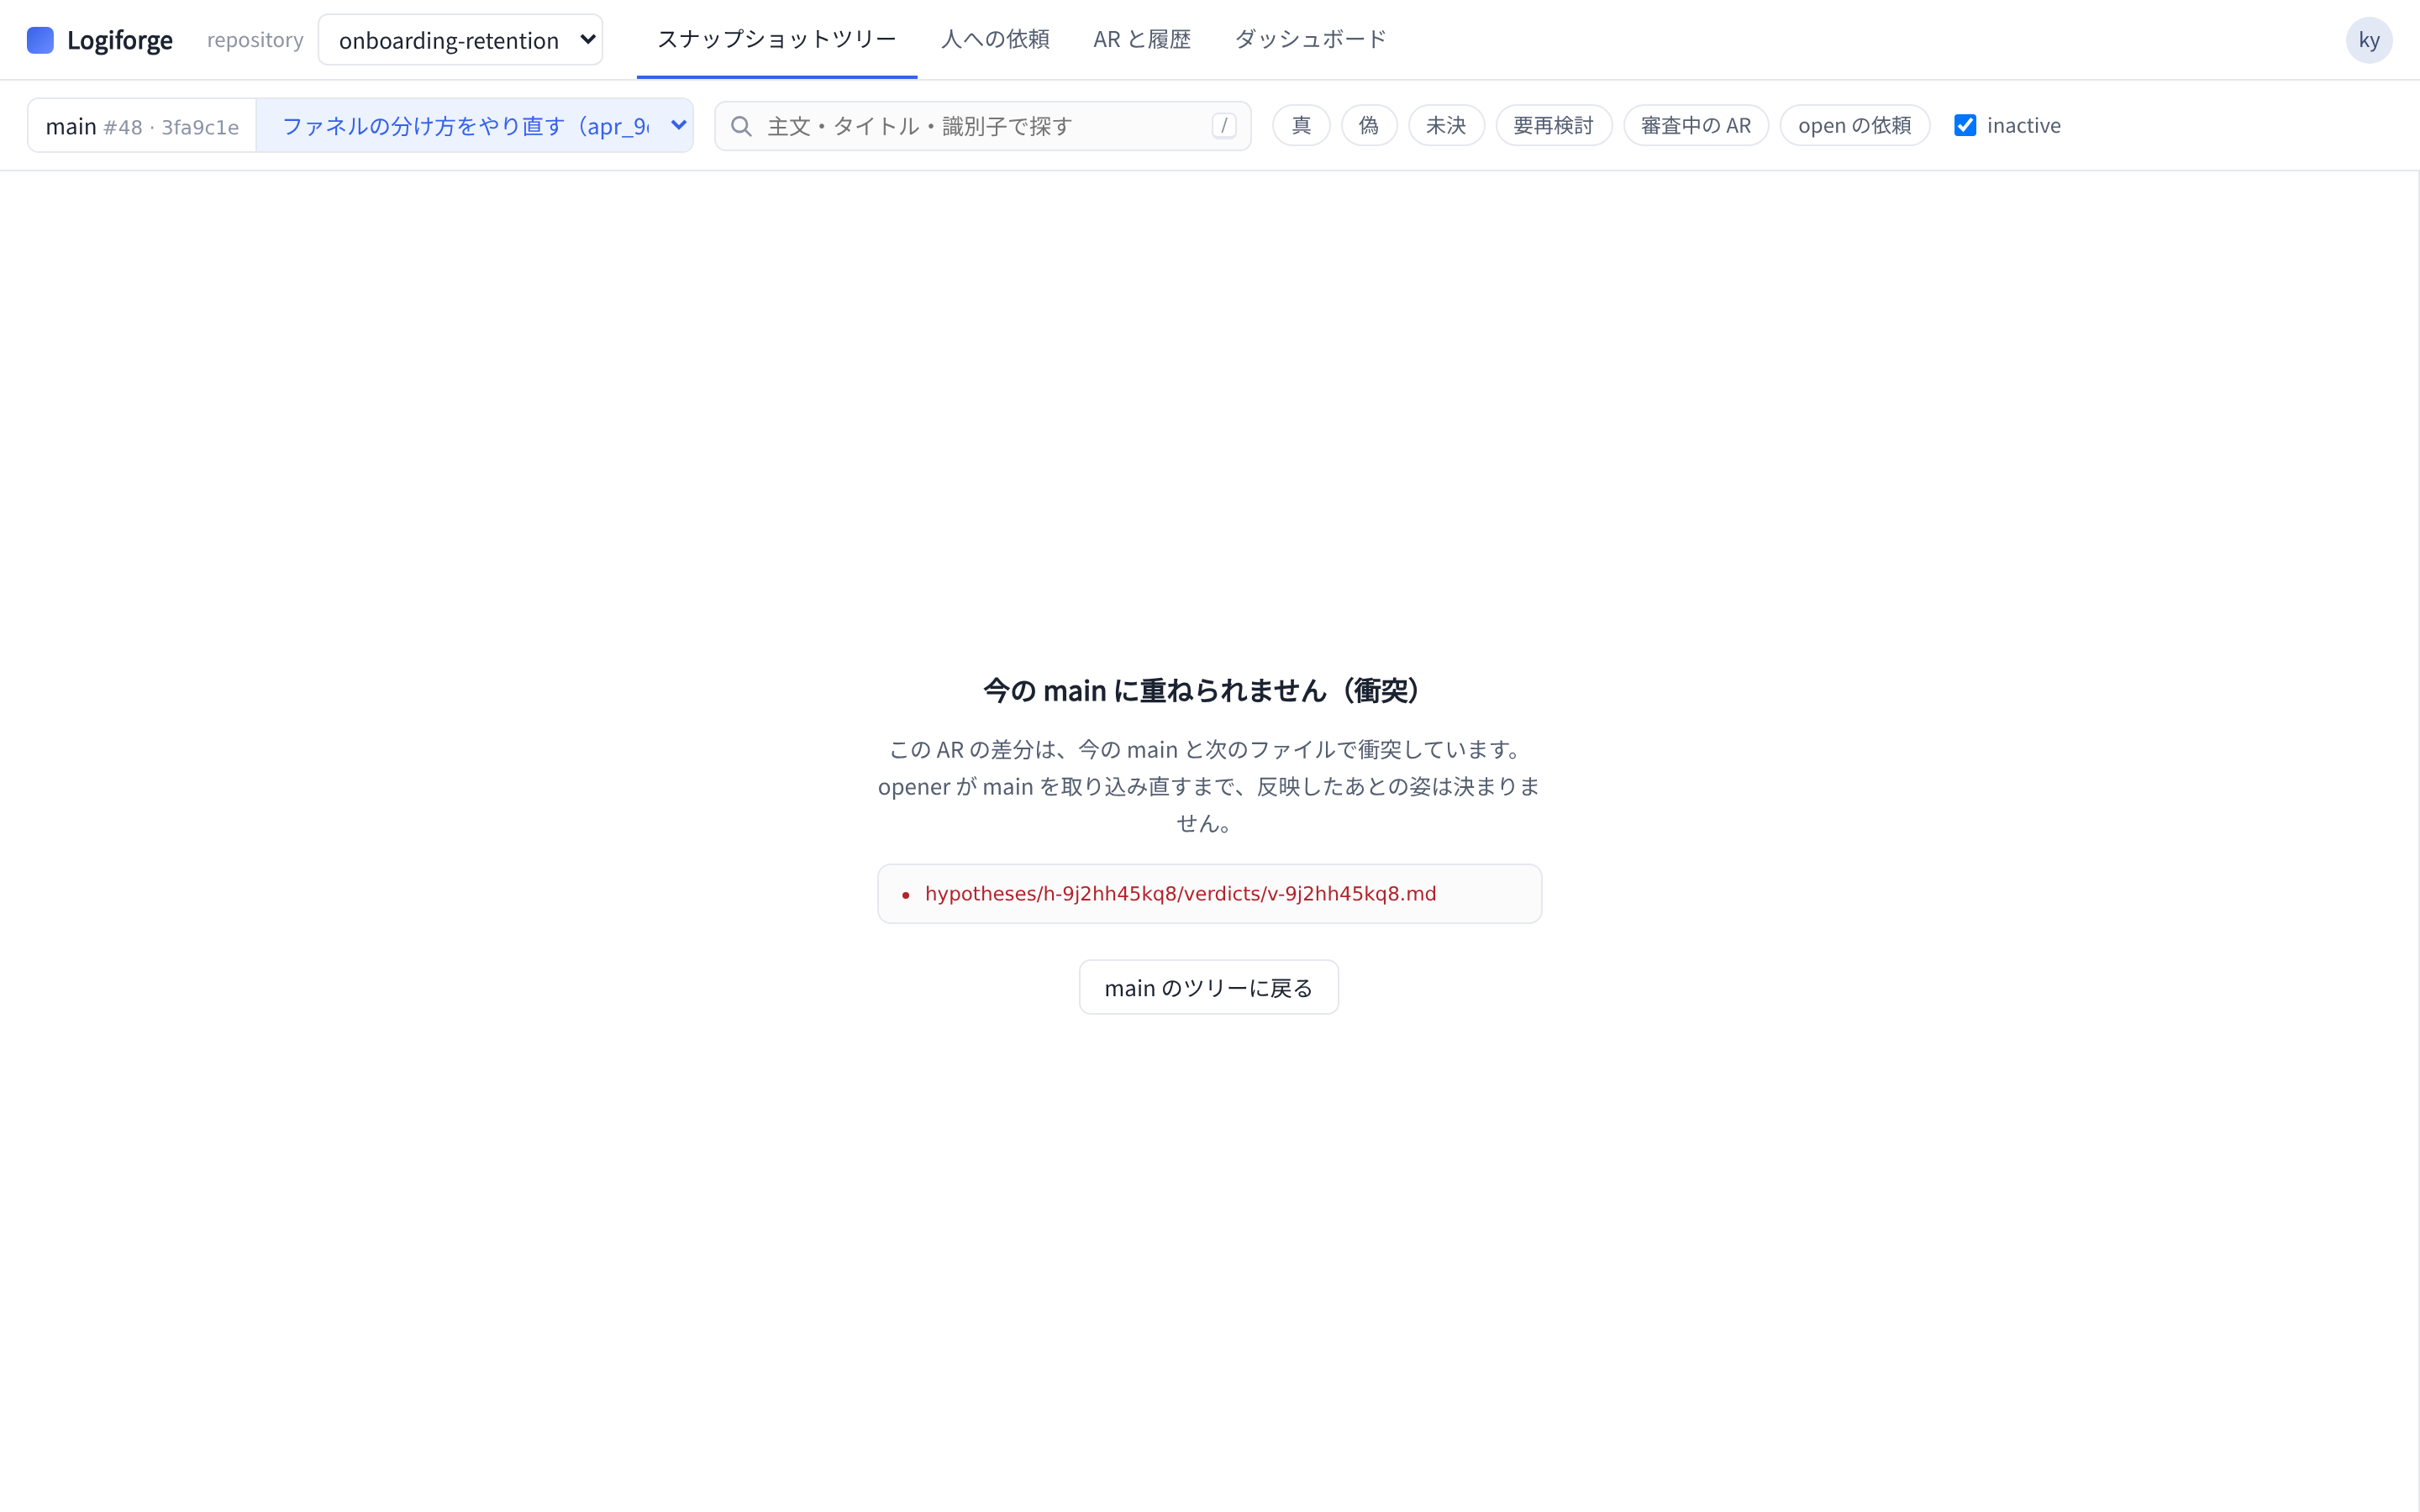 Logiforge repository onboarding-retention スナップショットツリー 人への依頼 AR と履歴 ダッシュボード ky
main #48 · 3fa9c1e ファネルの分け方をやり直す（apr_9 主文・タイトル・識別子で探す / 真 偽 未決 要再検討 審査中の AR open の依頼 inactive
今の main に重ねられません（衝突）
この AR の差分は、今の main と次のファイルで衝突しています。
opener が main を取り込み直すまで、反映したあとの姿は決まりま
せん。
• hypotheses/h-9j2hh45kq8/verdicts/v-9j2hh45kq8.md
main のツリーに戻る